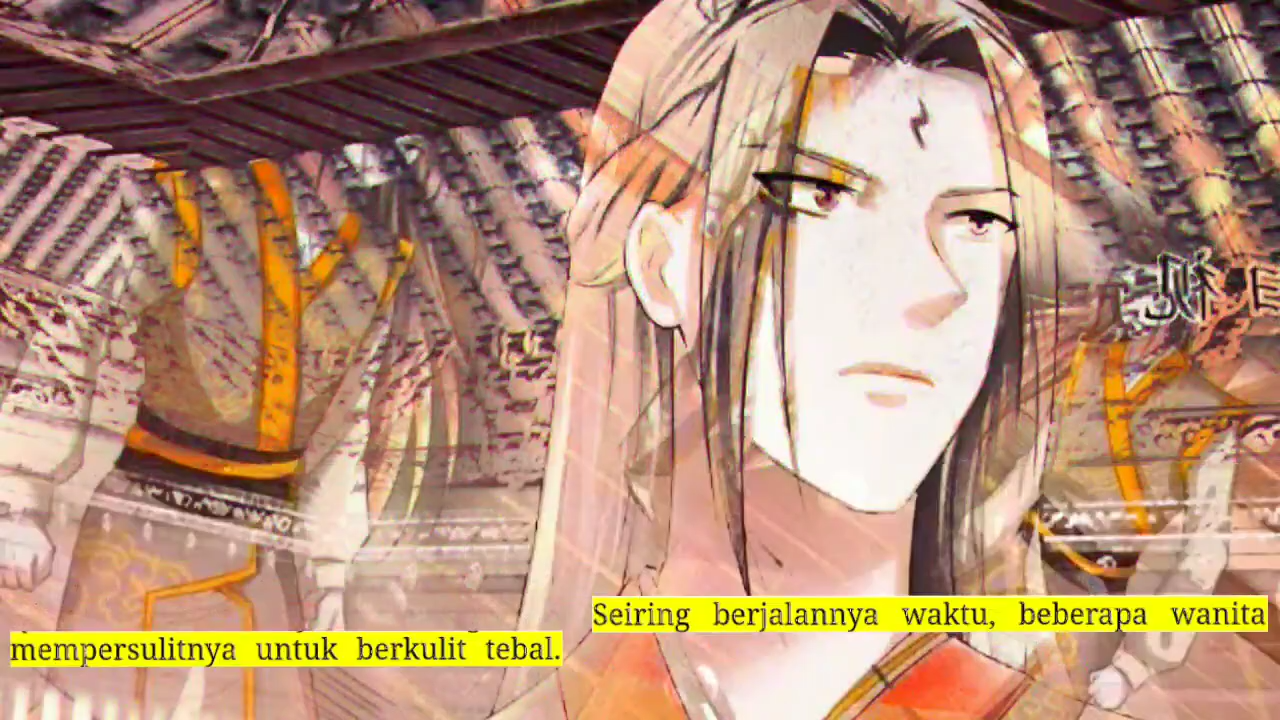 Seiring berjalannya waktu, beberapa wanita
mempersulitnya untuk berkulit tebal.